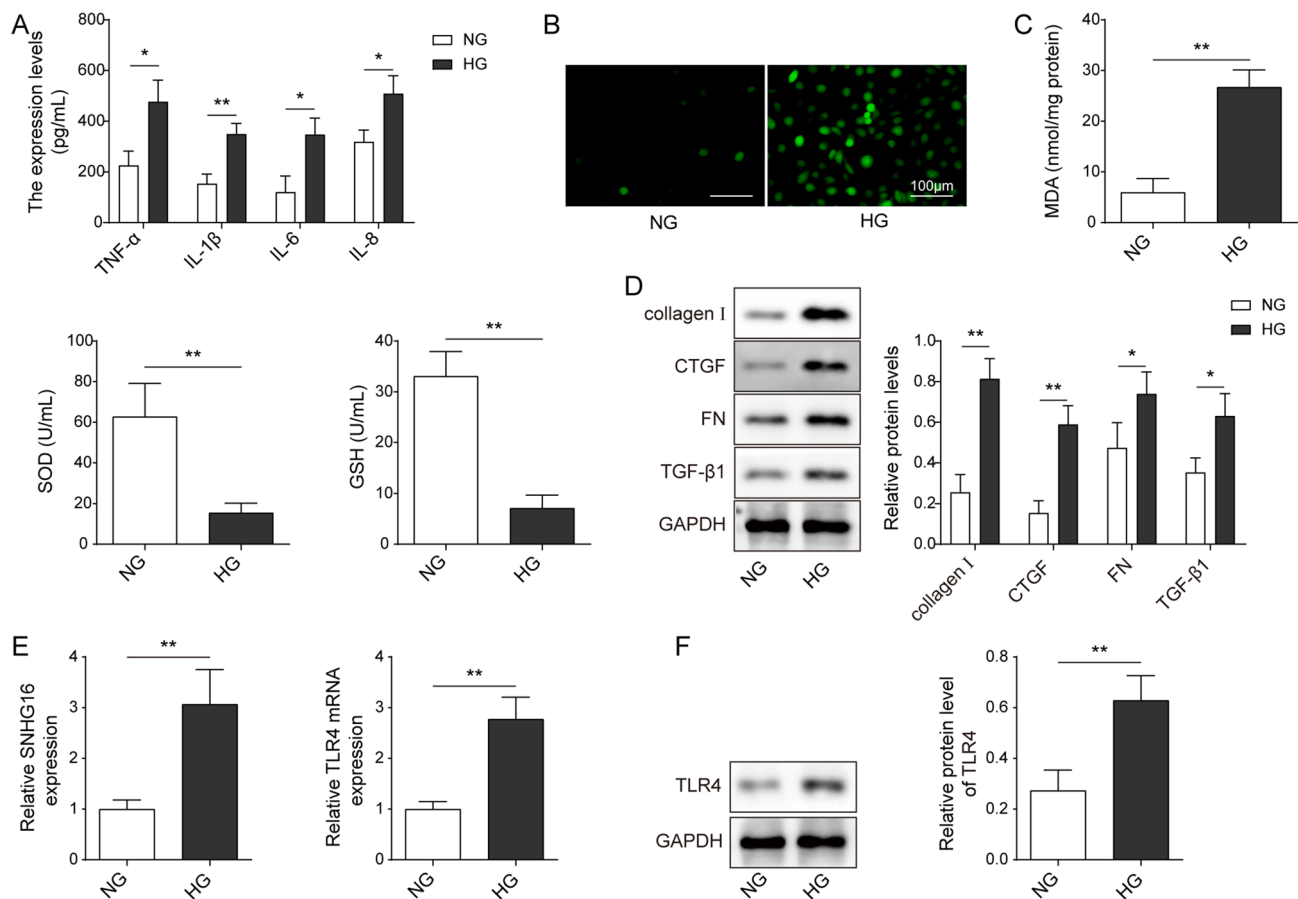 A
The expression levels
(pg/mL)
800
600
400
200
0
* ** * *
NG
HG
TNF-α IL-1β IL-6 IL-8
B
100μm
NG HG
C
MDA (nmol/mg protein)
40
30
20
10
0
**
NG HG
SOD (U/mL)
100
80
60
40
20
0
**
NG HG
GSH (U/mL)
40
30
20
10
0
**
NG HG
D
collagen I
CTGF
FN
TGF-β1
GAPDH
NG HG
Relative protein levels
1.0
0.8
0.6
0.4
0.2
0.0
** ** * *
NG
HG
collagen I CTGF FN TGF-β1
E
Relative SNHG16
expression
4
3
2
1
0
**
NG HG
Relative TLR4 mRNA
expression
4
3
2
1
0
**
NG HG
F
TLR4
GAPDH
NG HG
Relative protein level
of TLR4
0.8
0.6
0.4
0.2
0.0
**
NG HG